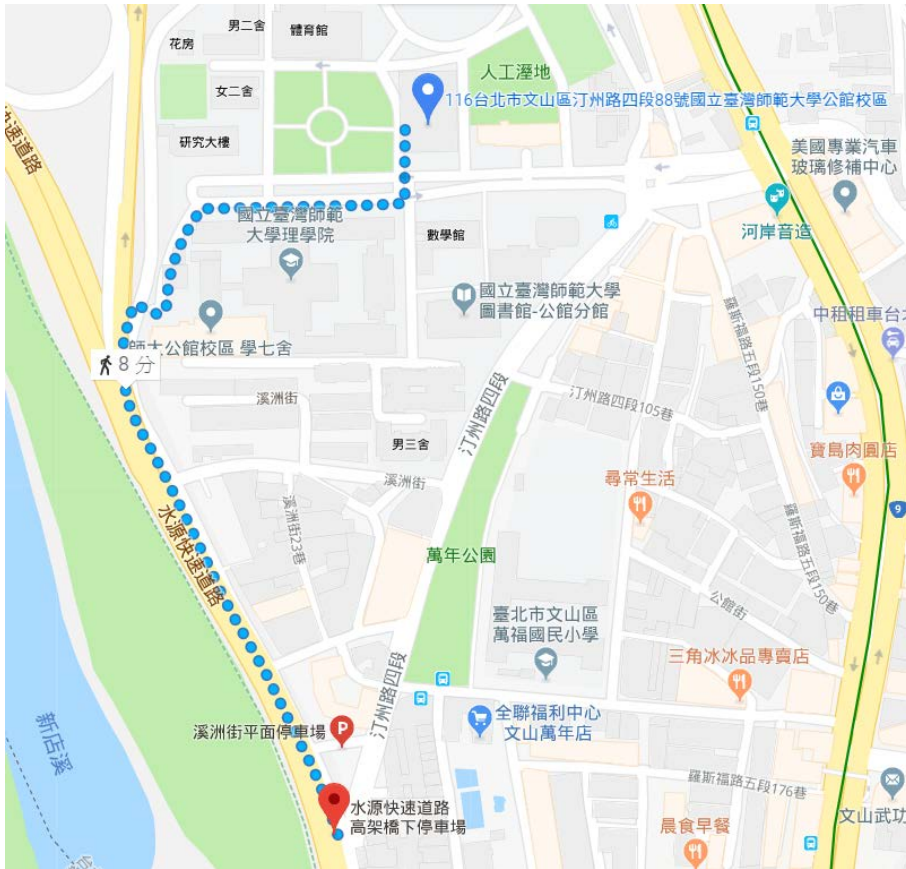 男二舍
體育館
花房
人工溼地
女二舍
116台北市文山區汀州路四段88號國立臺灣師範大學公館校區
快速道路
研究大樓
美國專業汽車
玻璃修補中心
國立臺灣師範
大學理學院
數學館
河岸音造
國立臺灣師範大學
圖書館-公館分館
羅斯福路五段150巷
中租租車台北
師大公館校區 學七舍
8 分
溪洲街
汀州路四段
汀州路四段105巷
男三舍
寶島肉圓店
溪洲街
尋常生活
9
水源快速道路
溪洲街23巷
羅斯福路五段150巷
萬年公園
公館街
臺北市文山區
萬福國民小學
三角冰冰品專賣店
汀州路四段
新店溪
全聯福利中心
文山萬年店
溪洲街平面停車場
P
羅斯福路五段176巷
水源快速道路
高架橋下停車場
文山武功
晨食早餐